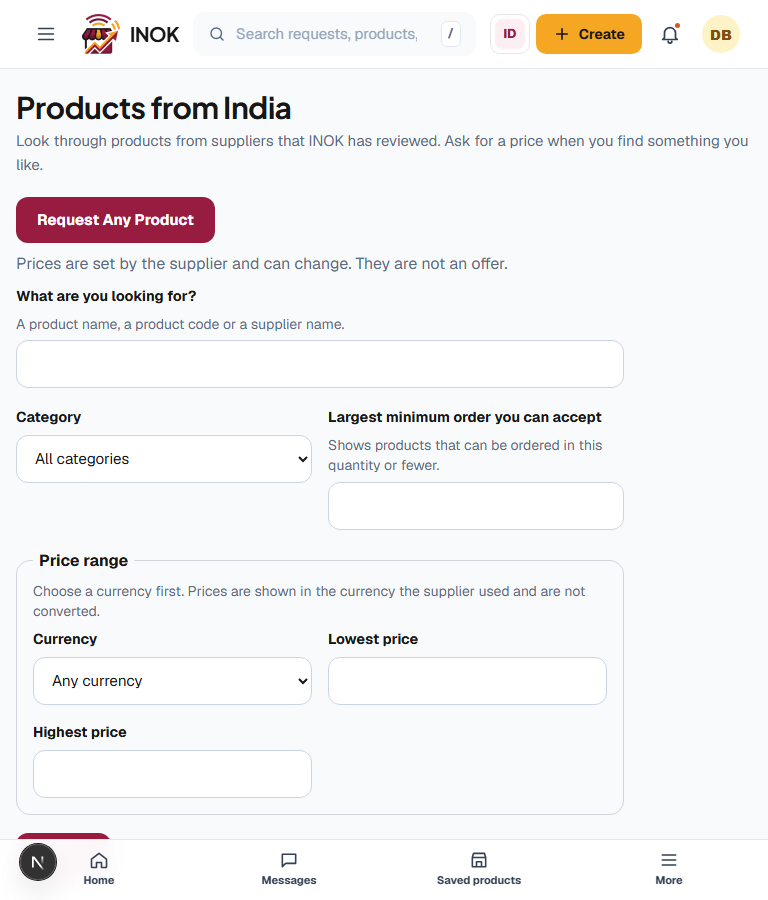 INOK
Search requests, products,
/
ID
+ Create
DB
Products from India
Look through products from suppliers that INOK has reviewed. Ask for a price when you find something you
like.
Request Any Product
Prices are set by the supplier and can change. They are not an offer.
What are you looking for?
A product name, a product code or a supplier name.
Category
Largest minimum order you can accept
Shows products that can be ordered in this
quantity or fewer.
All categories
Price range
Choose a currency first. Prices are shown in the currency the supplier used and are not
converted.
Currency
Lowest price
Any currency
Highest price
N
Home
Messages
Saved products
More